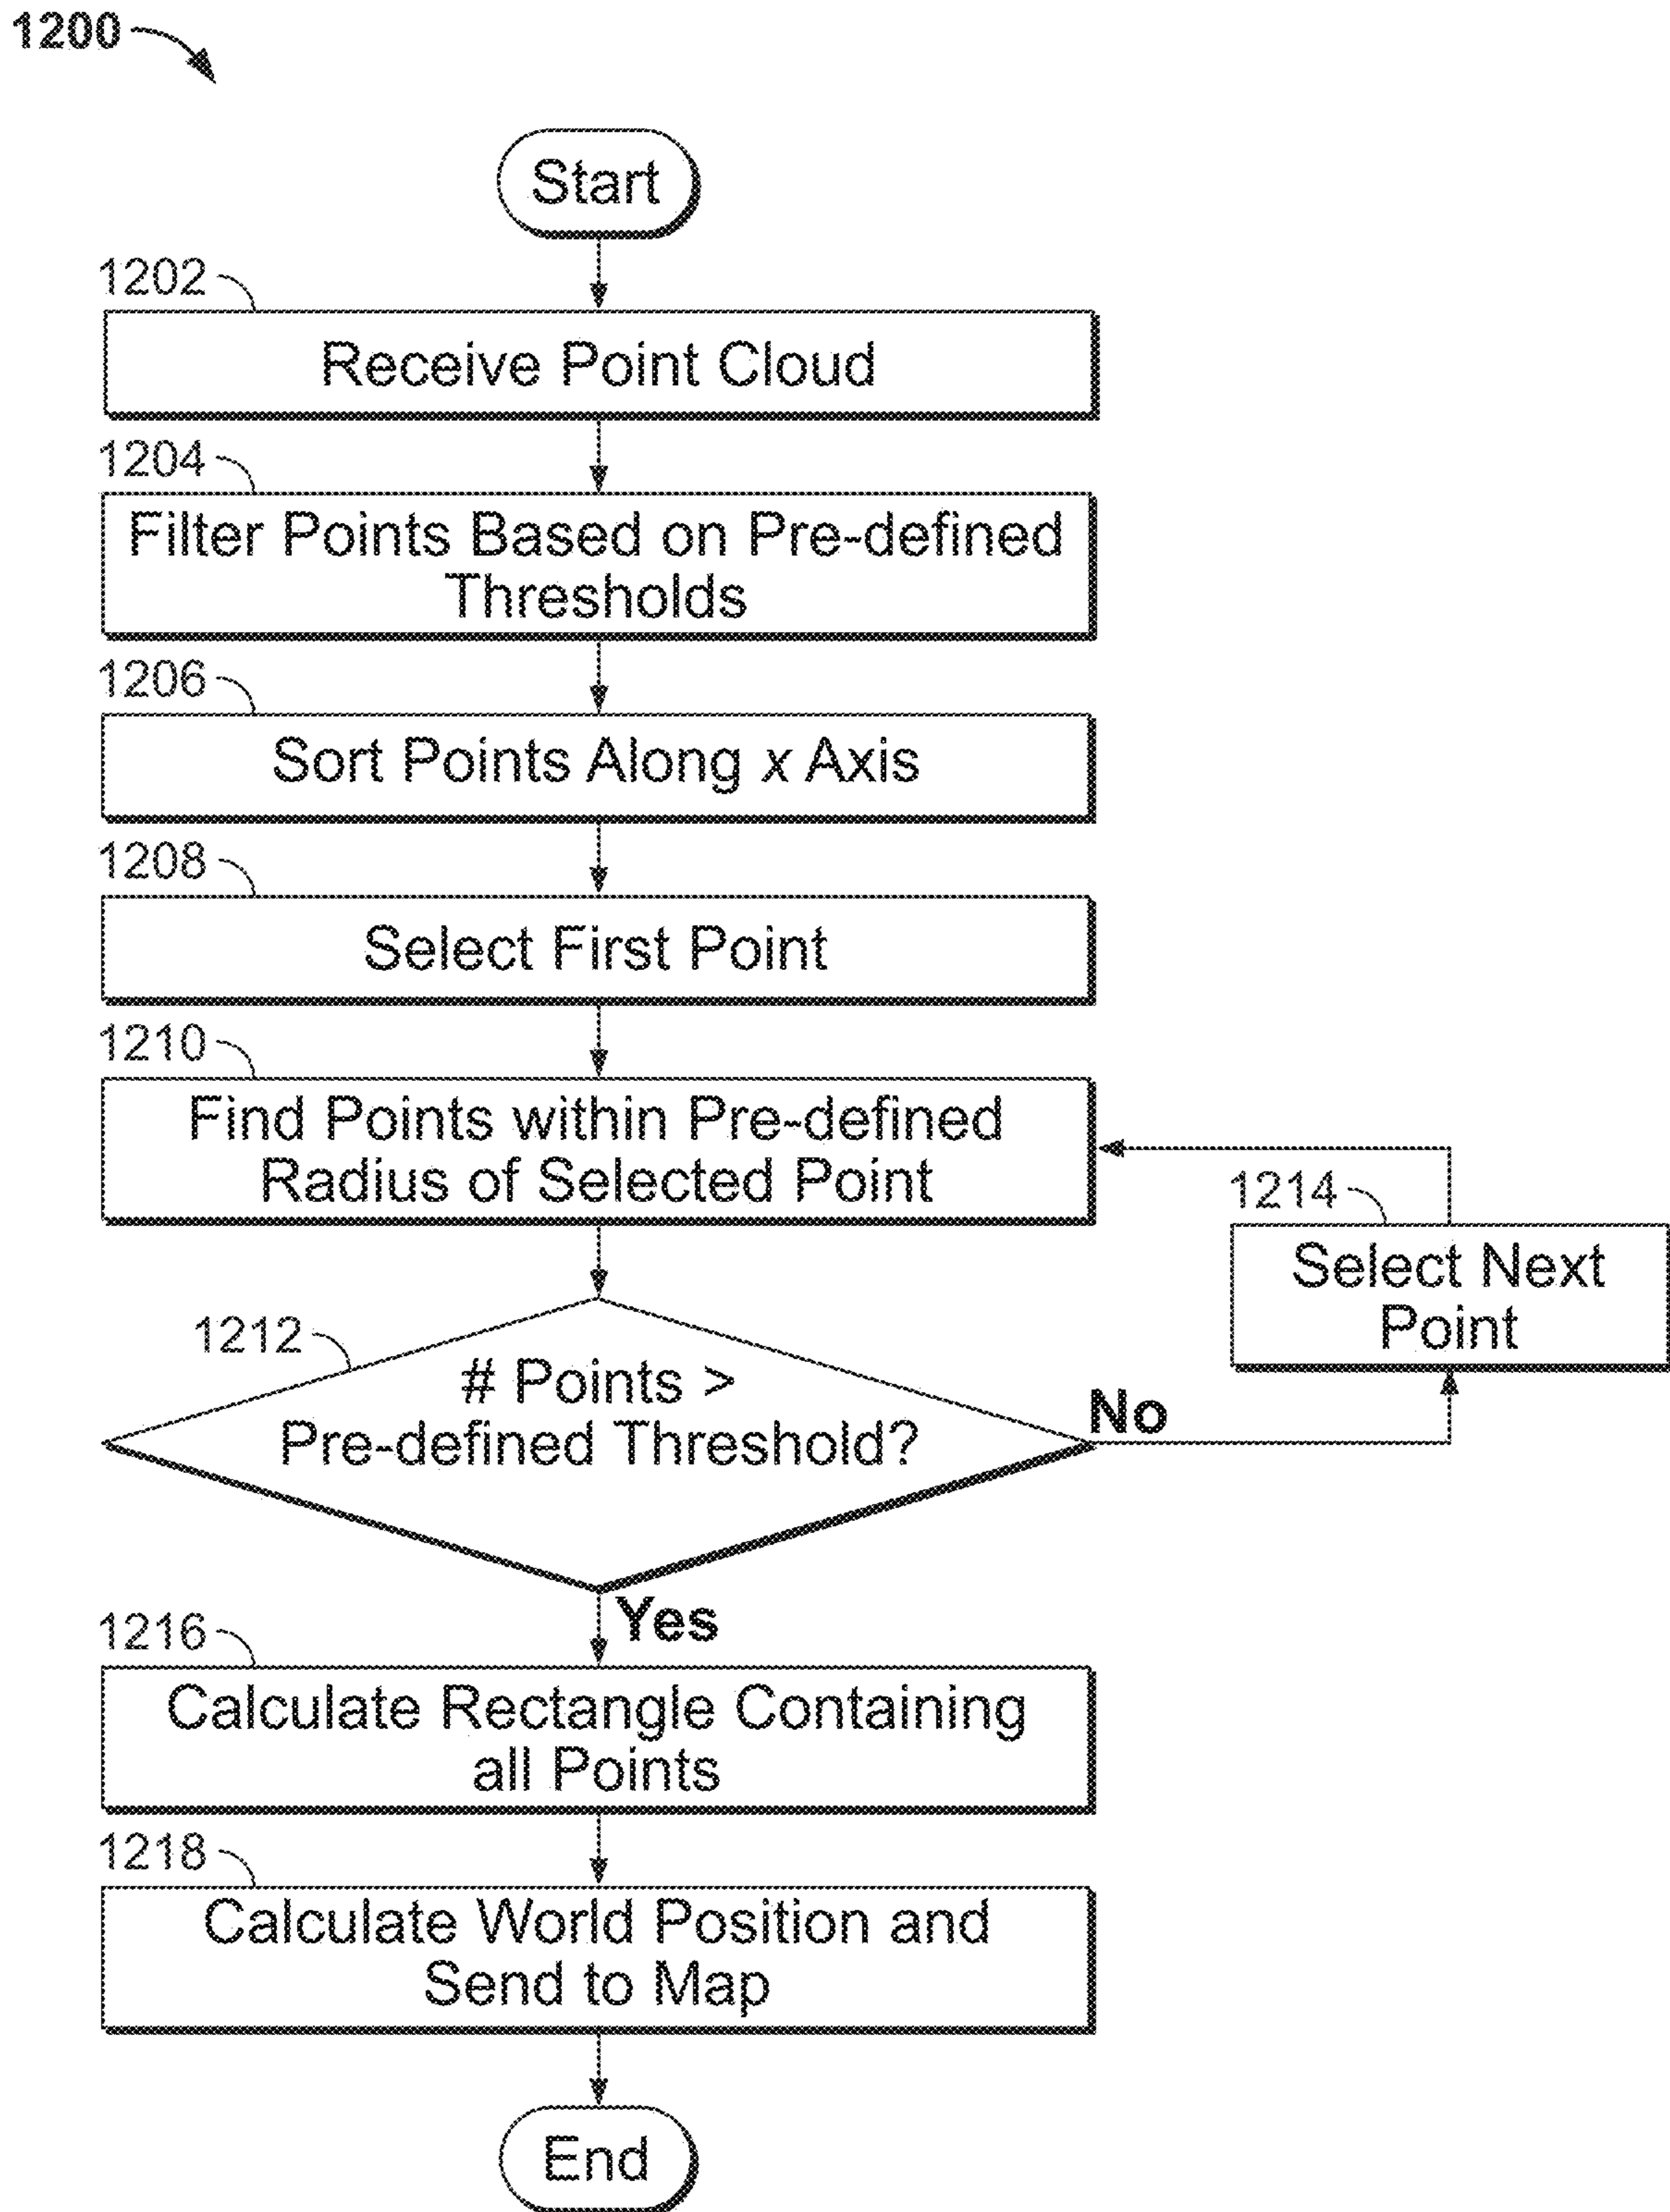 1200
Start
1202
Receive Point Cloud
1204
Filter Points Based on Pre-defined
Thresholds
1206
Sort Points Along x Axis
1208
Select First Point
1210
Find Points within Pre-defined
Radius of Selected Point
1214
Select Next
Point
1212
# Points >
Pre-defined Threshold?
No
Yes
1216
Calculate Rectangle Containing
all Points
1218
Calculate World Position and
Send to Map
End